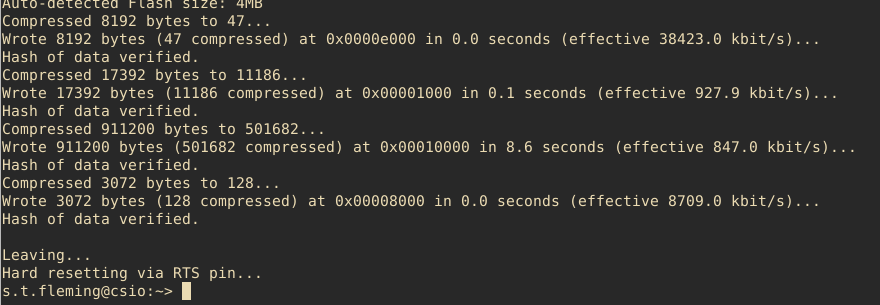 Auto-detected Flash size: 4MB
Compressed 8192 bytes to 47...
Wrote 8192 bytes (47 compressed) at 0x0000e000 in 0.0 seconds (effective 38423.0 kbit/s)...
Hash of data verified.
Compressed 17392 bytes to 11186...
Wrote 17392 bytes (11186 compressed) at 0x00001000 in 0.1 seconds (effective 927.9 kbit/s)...
Hash of data verified.
Compressed 911200 bytes to 501682...
Wrote 911200 bytes (501682 compressed) at 0x00010000 in 8.6 seconds (effective 847.0 kbit/s)...
Hash of data verified.
Compressed 3072 bytes to 128...
Wrote 3072 bytes (128 compressed) at 0x00008000 in 0.0 seconds (effective 8709.0 kbit/s)...
Hash of data verified.

Leaving...
Hard resetting via RTS pin...
s.t.fleming@csio:~>